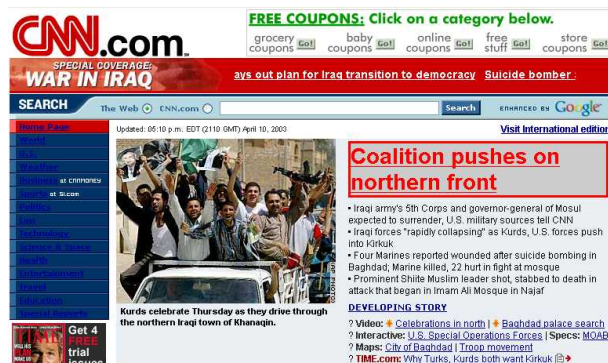 CNN.com
FREE COUPONS: Click on a category below.
grocery coupons Go!
baby coupons Go!
online coupons Go!
free stuff Go!
store coupons Go!
SPECIAL COVERAGE:
WAR IN IRAQ
ays out plan for Iraq transition to democracy Suicide bomber
SEARCH
The Web CNN.com
Search
ENHANCED BY Google
Home Page
World
U.S.
Weather
Business at CNNMONEY
Sports at SI.com
Politics
Law
Technology
Science & Space
Health
Entertainment
Travel
Education
Special Reports
TIME
Get 4
FREE
trial
Updated: 05:10 p.m. EDT (2110 GMT) April 10, 2003
Kurds celebrate Thursday as they drive through
the northern Iraqi town of Khanaqin.
Visit International edition
Coalition pushes on
northern front
• Iraqi army's 5th Corps and governor-general of Mosul
expected to surrender, U.S. military sources tell CNN
• Iraqi forces "rapidly collapsing" as Kurds, U.S. forces push
into Kirkuk
• Four Marines reported wounded after suicide bombing in
Baghdad; Marine killed, 22 hurt in fight at mosque
• Prominent Shiite Muslim leader shot, stabbed to death in
attack that began in Imam Ali Mosque in Najaf
DEVELOPING STORY
? Video: Celebrations in north | Baghdad palace search
? Interactive: U.S. Special Operations Forces | Specs: MOAB
? Maps: City of Baghdad | Troop movement
? TIME.com: Why Turks, Kurds both want Kirkuk